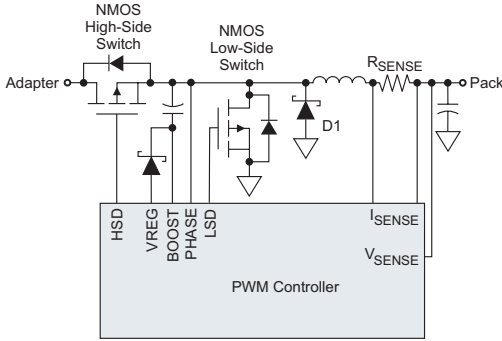 NMOS
High-Side
Switch
NMOS
Low-Side
Switch
Adapter
RSENSE
Pack
D1
HSD
VREG
BOOST
PHASE
LSD
ISENSE
VSENSE
PWM Controller